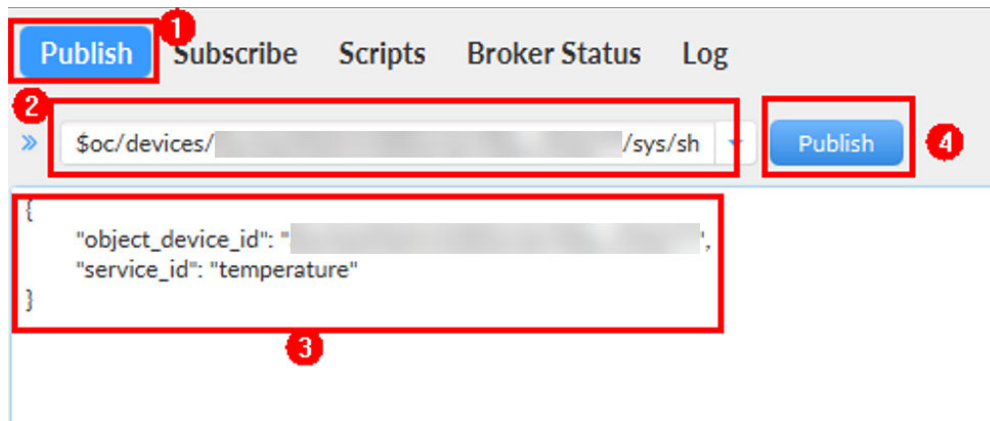 1
Publish Subscribe Scripts Broker Status Log
2
$oc/devices/ /sys/sh Publish 4
{
"object_device_id": " ",
"service_id": "temperature"
}
3